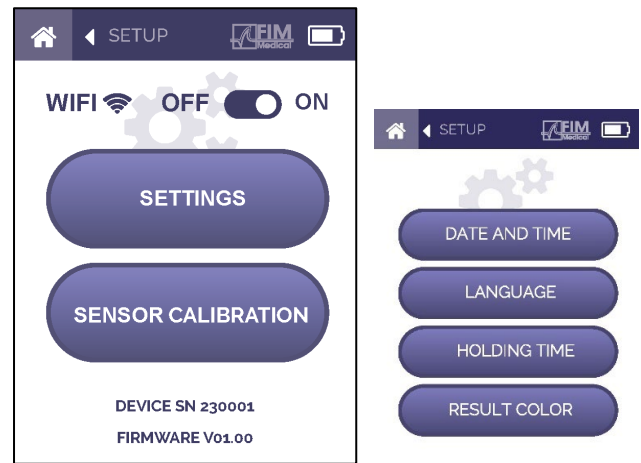 SETUP FIM Medical
WIFI OFF ON
SETTINGS
SENSOR CALIBRATION
DEVICE SN 230001
FIRMWARE V01.00
SETUP FIM Medical
DATE AND TIME
LANGUAGE
HOLDING TIME
RESULT COLOR